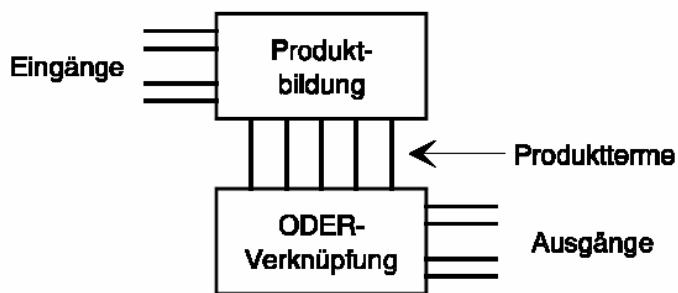 Produkt-
bildung
Eingänge
Produktterme
ODER-
Verknüpfung
Ausgänge